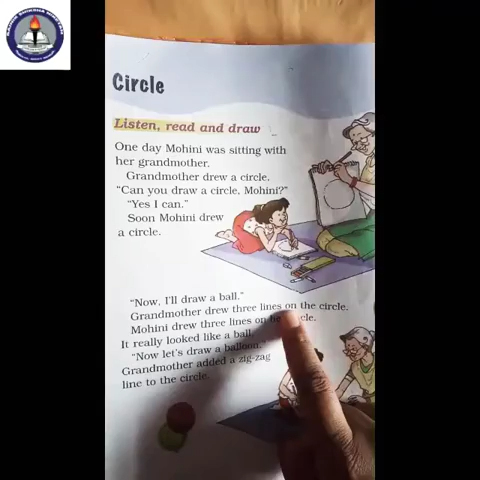 Circle
Listen, read and draw
One day Mohini was sitting with
her grandmother.
Grandmother drew a circle.
“Can you draw a circle, Mohini?”
“Yes I can.”
Soon Mohini drew
a circle.
“Now, I'll draw a ball.”
Grandmother drew three lines on the circle.
Mohini drew three lines on
It really looked like a ball.
“Now let's draw a balloon.”
Grandmother added a zig-zag
line to the circle.